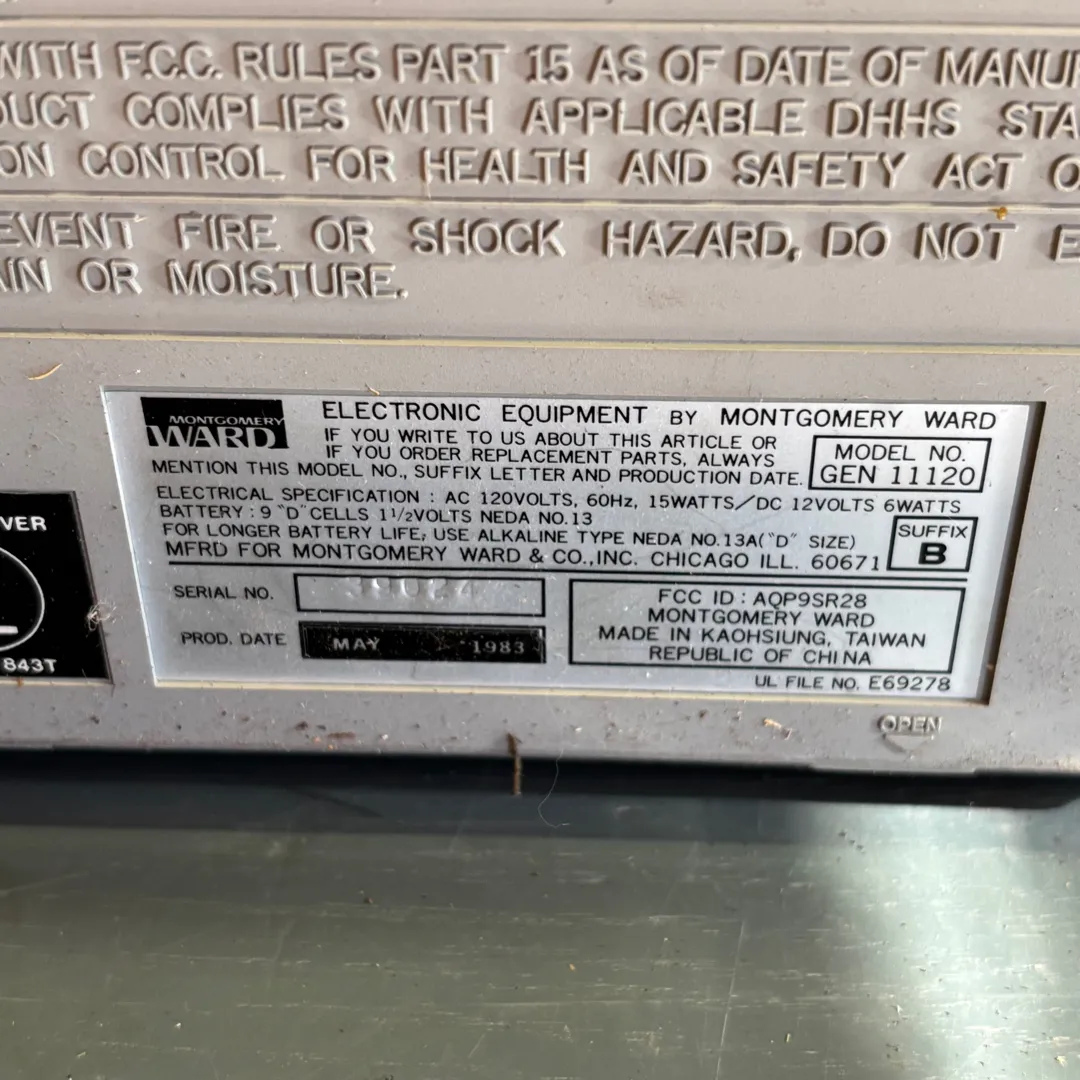 WITH F.C.C. RULES PART 15 AS OF DATE OF MANUF
DUCT COMPLIES WITH APPLICABLE DHHS STA
ON CONTROL FOR HEALTH AND SAFETY ACT O
EVENT FIRE OR SHOCK HAZARD, DO NOT E
AIN OR MOISTURE.
MONTGOMERY
WARD
ELECTRONIC EQUIPMENT BY MONTGOMERY WARD
IF YOU WRITE TO US ABOUT THIS ARTICLE OR
IF YOU ORDER REPLACEMENT PARTS, ALWAYS
MENTION THIS MODEL NO., SUFFIX LETTER AND PRODUCTION DATE.
MODEL NO.
GEN 11120
ELECTRICAL SPECIFICATION : AC 120VOLTS, 60Hz, 15WATTS/DC 12VOLTS 6WATTS
BATTERY : 9 "D" CELLS 1 1/2VOLTS NEDA NO.13
FOR LONGER BATTERY LIFE, USE ALKALINE TYPE NEDA NO.13A("D" SIZE)
MFRD FOR MONTGOMERY WARD & CO.,INC. CHICAGO ILL. 60671
SUFFIX
B
SERIAL NO.
PROD. DATE MAY 1983
FCC ID : AQP9SR28
MONTGOMERY WARD
MADE IN KAOHSIUNG, TAIWAN
REPUBLIC OF CHINA
UL FILE NO. E69278
VER
843T
OPEN